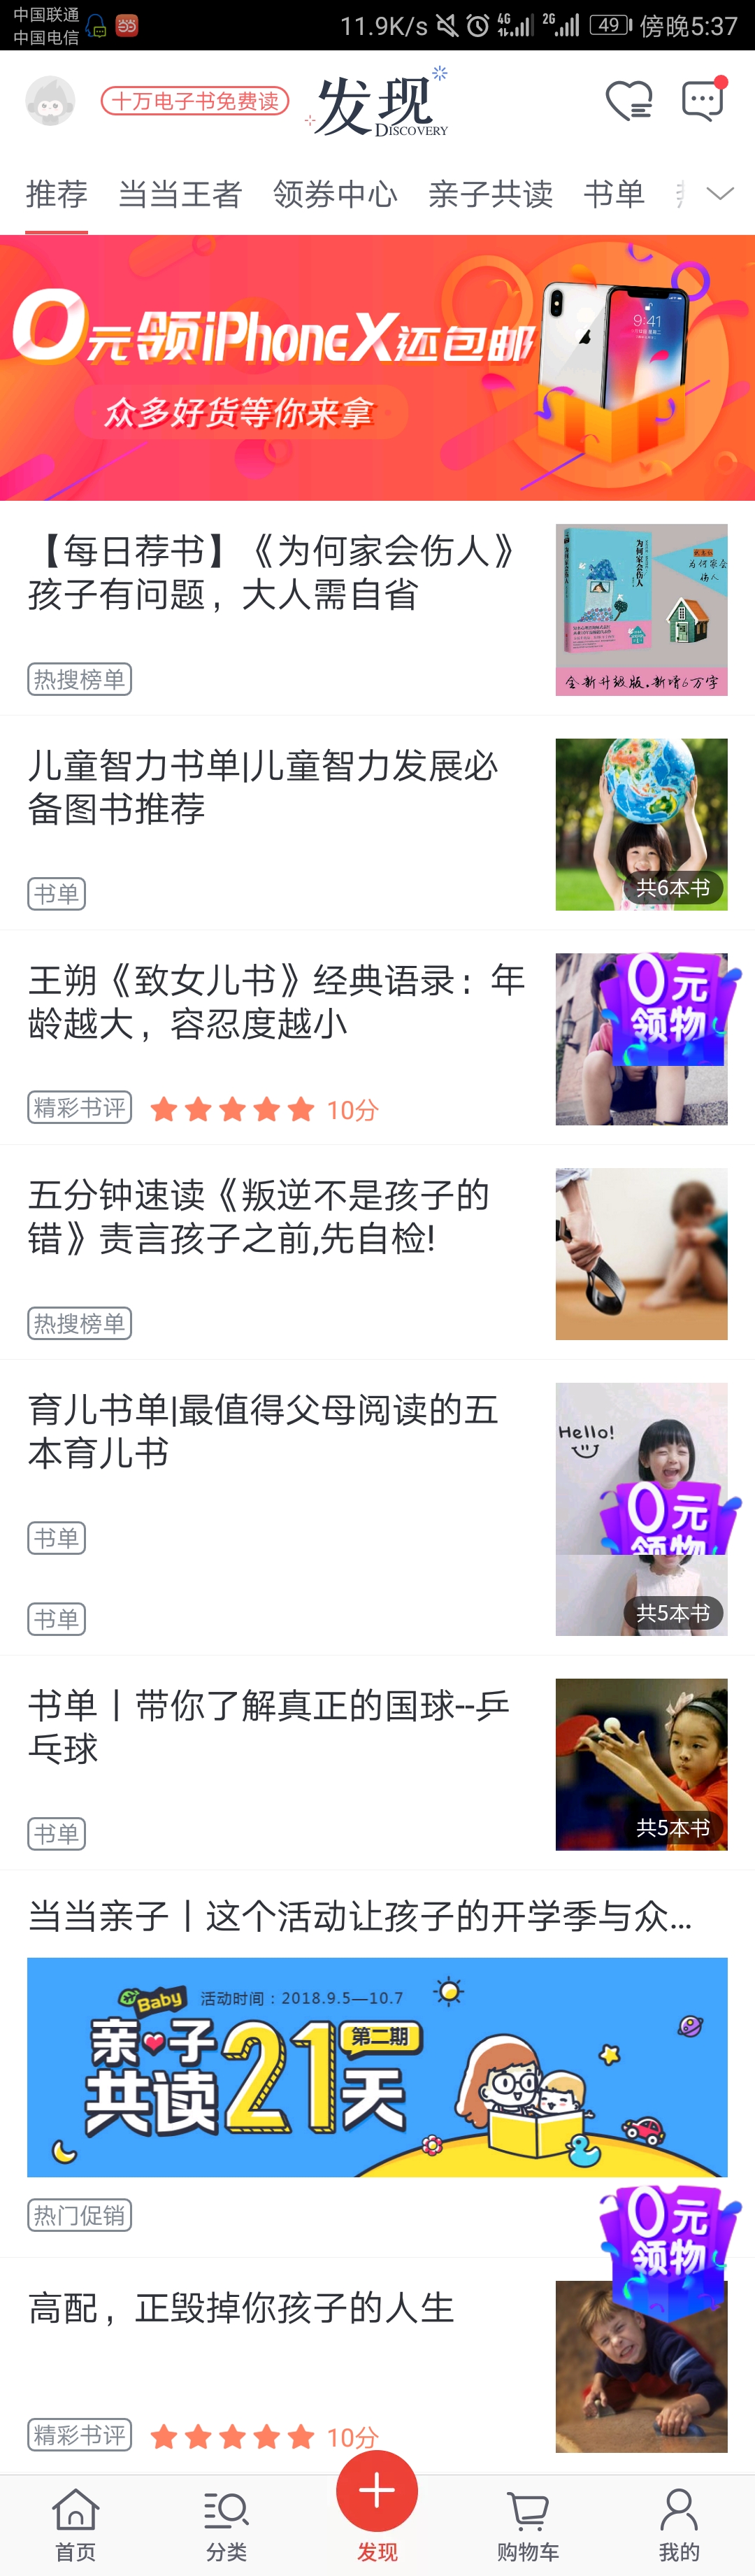 中国联通
中国电信
11.9K/s 4G 2G 49 傍晚5:37
十万电子书免费读
发现
DISCOVERY
推荐 当当王者 领券中心 亲子共读 书单
0元领iPhoneX还包邮
9:41
众多好货等你来拿
【每日荐书】《为何家会伤人》
孩子有问题，大人需自省
热搜榜单
为何家会伤人
为何家会
伤人
全新升级版.新增6万字
儿童智力书单|儿童智力发展必
备图书推荐
书单
共6本书
王朔《致女儿书》经典语录：年
龄越大，容忍度越小
精彩书评 10分
0元
领物
五分钟速读《叛逆不是孩子的
错》责言孩子之前,先自检!
热搜榜单
育儿书单|最值得父母阅读的五
本育儿书
Hello!
0元
领物
书单
书单
共5本书
书单丨带你了解真正的国球--乒
乓球
书单
共5本书
当当亲子丨这个活动让孩子的开学季与众...
Baby 活动时间：2018.9.5—10.7
亲子
共读21天
第二期
热门促销
0元
领物
高配，正毁掉你孩子的人生
精彩书评 10分
首页 分类 发现 购物车 我的